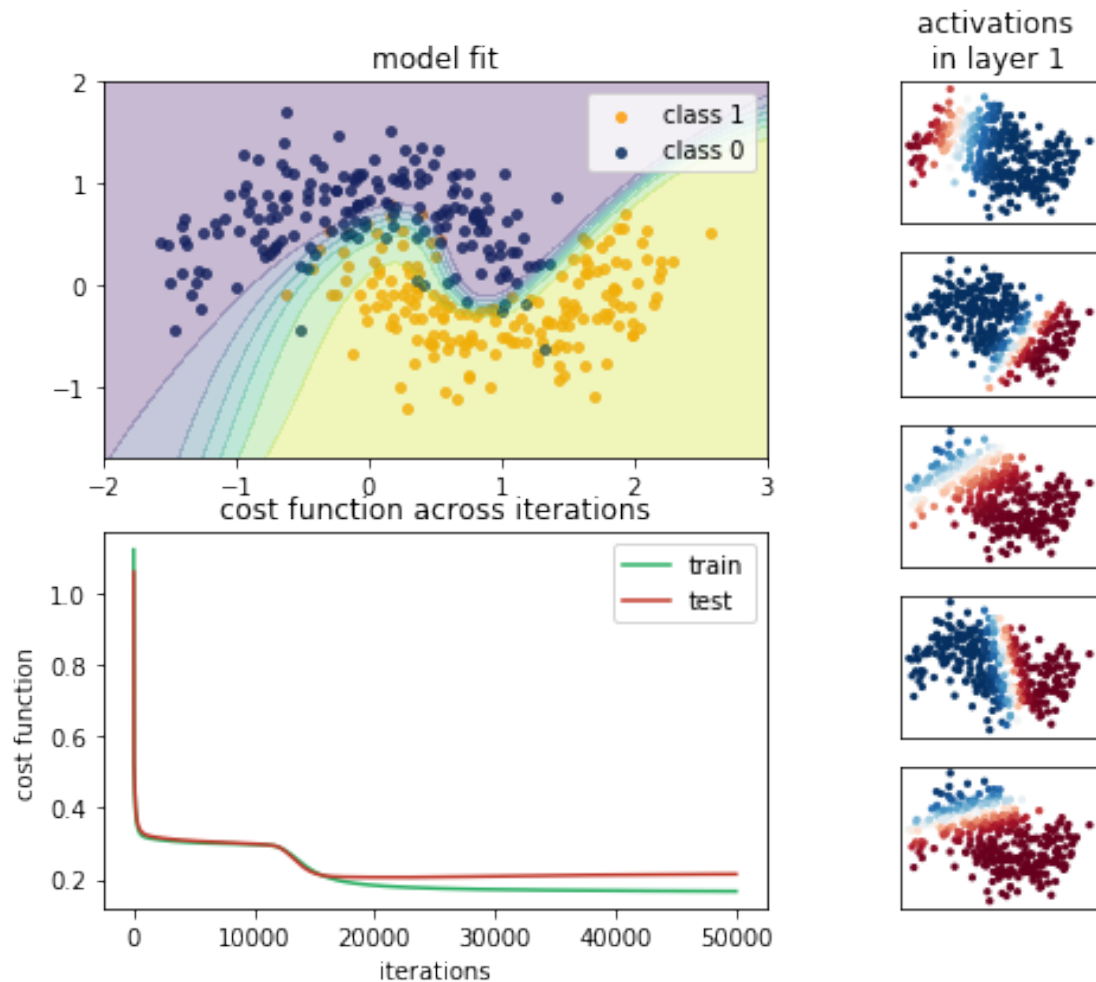 model fit
2
1
0
−1
class 1
class 0
−2
−1
0
1
2
3
cost function across iterations
1.0
0.8
0.6
0.4
0.2
cost function
train
test
0
10000
20000
30000
40000
50000
iterations
activations
in layer 1